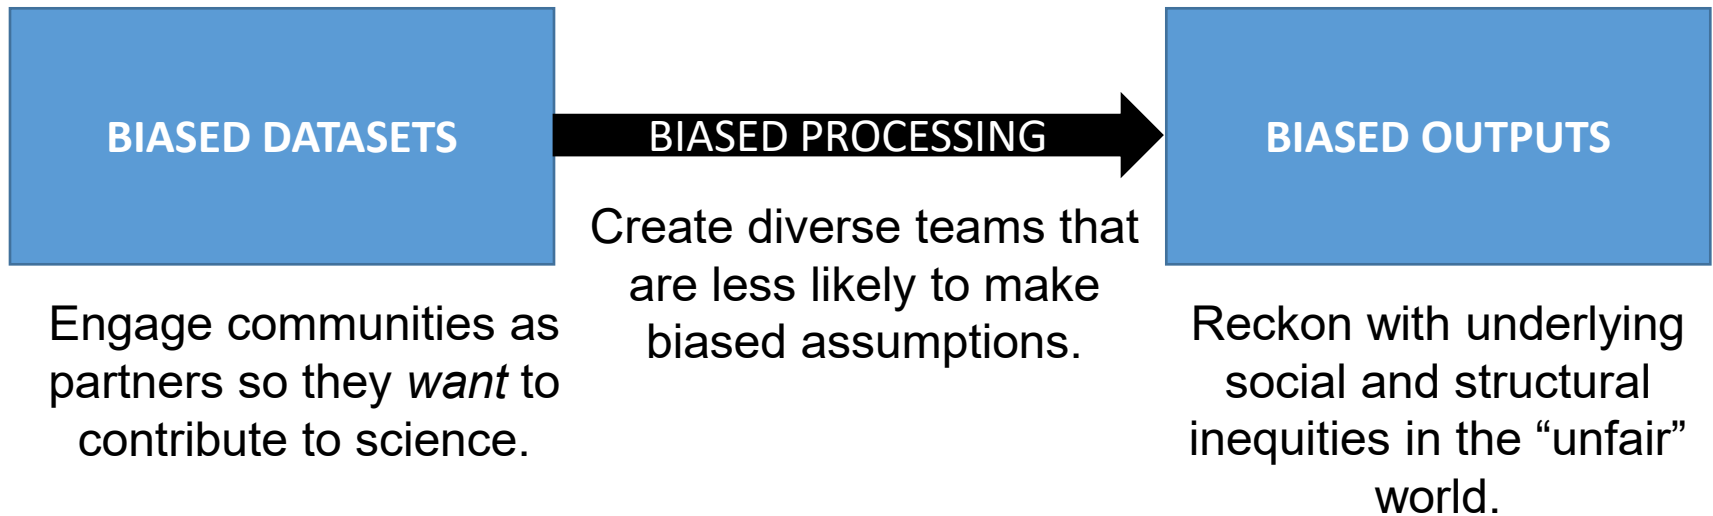 BIASED DATASETS
BIASED PROCESSING
BIASED OUTPUTS
Engage communities as
partners so they want to
contribute to science.
Create diverse teams that
are less likely to make
biased assumptions.
Reckon with underlying
social and structural
inequities in the “unfair”
world.